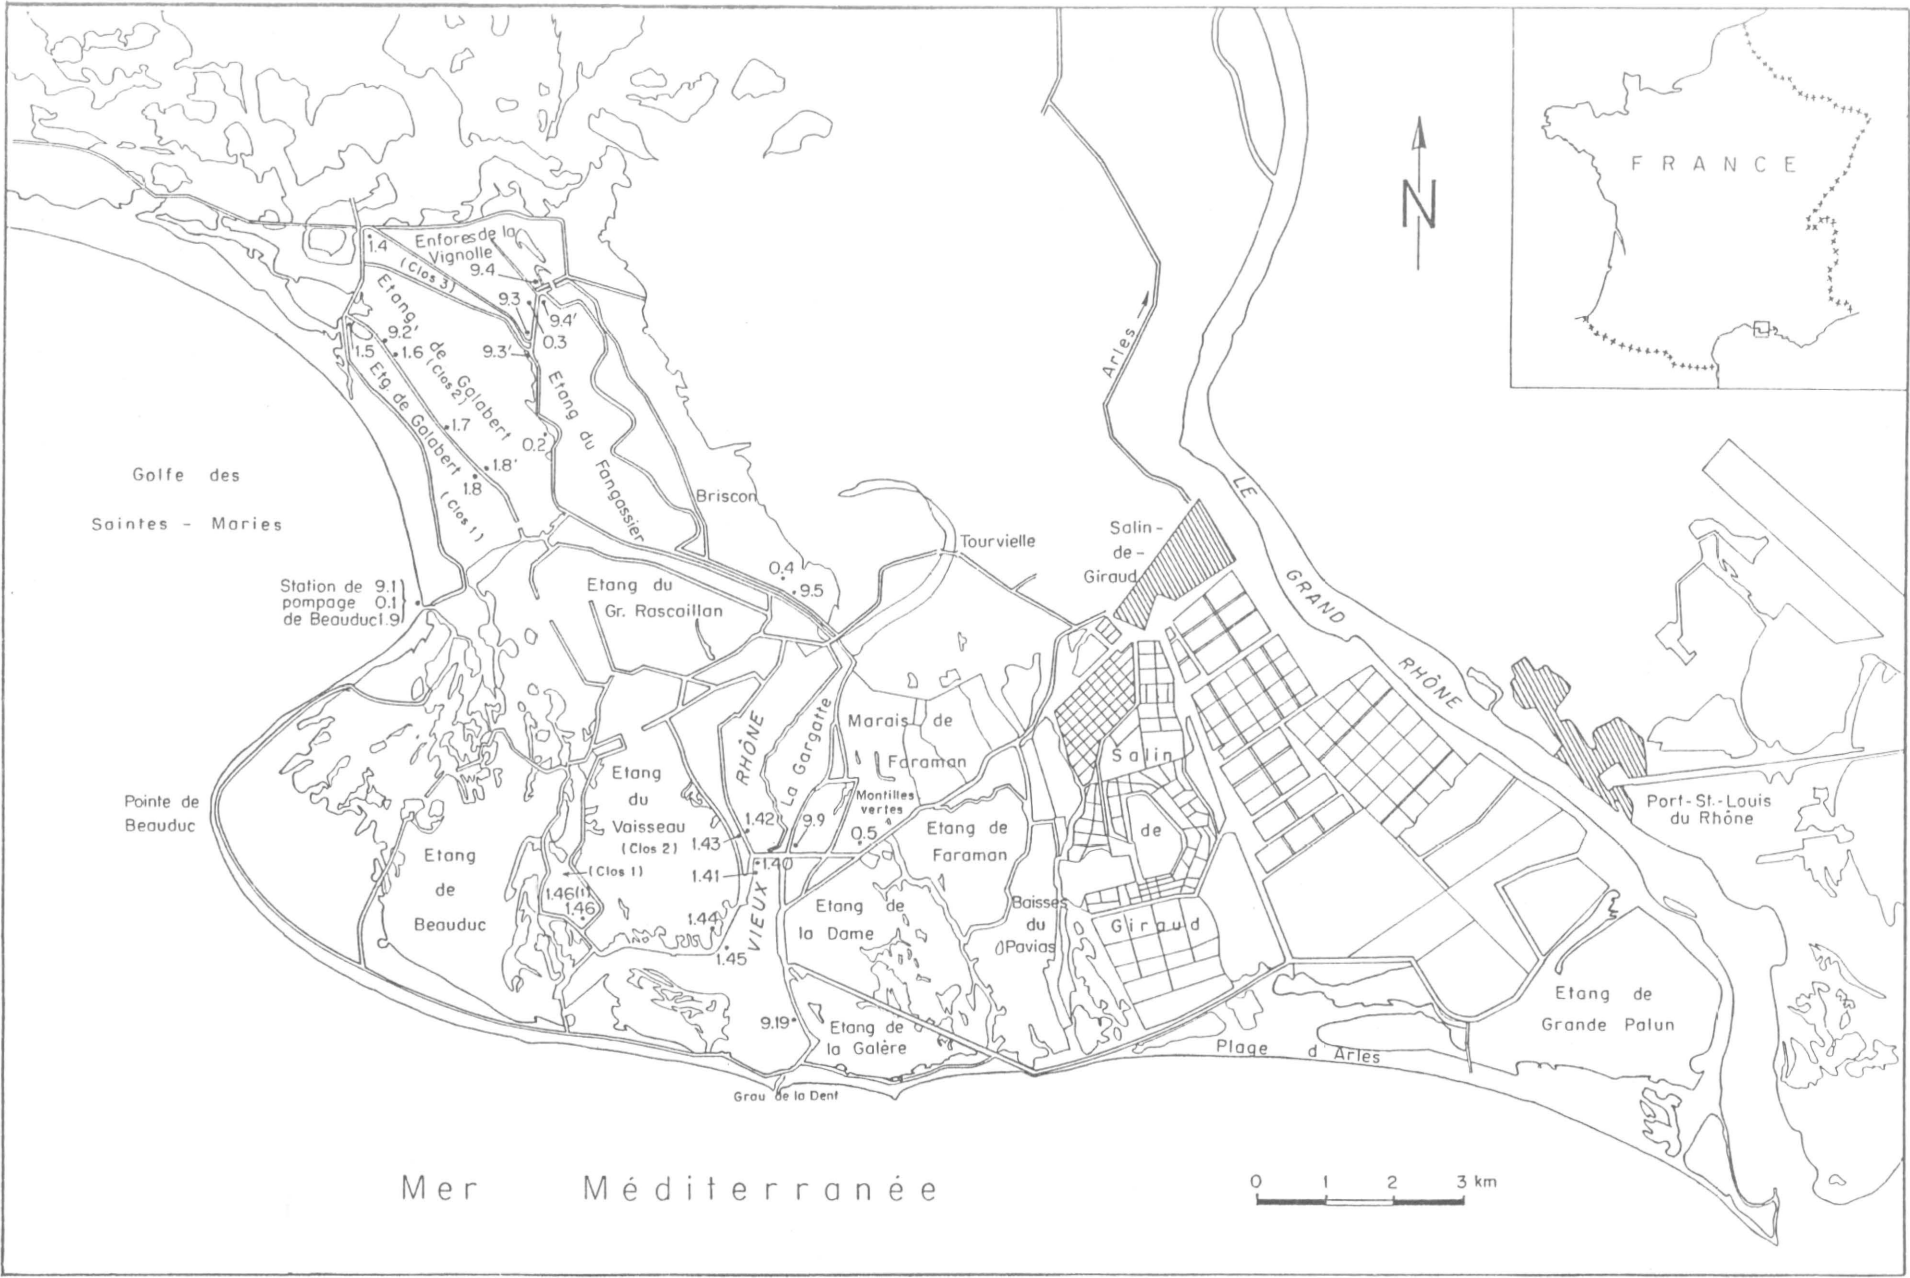 FRANCE
N
Arles
1.4
Enfores de la
Vignolle
(Clos 3)
9.4
9.3
9.4'
0.3
9.3'
Etang
de
Galabert
(Clos 2)
9.2'
1.6
1.5
Etg. de Galabert
(Clos 1)
1.7
1.8'
1.8
0.2
Etang du Fangassier
Briscon
Golfe des
Saintes - Maries
Station de 9.1
pompage 0.1
de Beauduc 1.9
Etang du
Gr. Rascaillan
0.4
9.5
Tourvielle
Salin-
de-
Giraud
LE
GRAND
RHÔNE
Port-St.-Louis
du Rhône
Pointe de
Beauduc
Etang
de
Beauduc
Etang
du
Vaisseau
(Clos 2)
(Clos 1)
1.46(1)
1.46
1.43
1.42
1.41
1.40
1.44
1.45
VIEUX
RHÔNE
La Gargatte
9.9
Marais de
Faraman
Montilles
vertes
0.5
Etang de
Faraman
Etang de
la Dame
Baisses
du
Pavias
Salin
de
Giraud
9.19
Etang de
la Galère
Grau de la Dent
Plage d'Arles
Etang de
Grande Palun
Mer Méditerranée
0 1 2 3 km